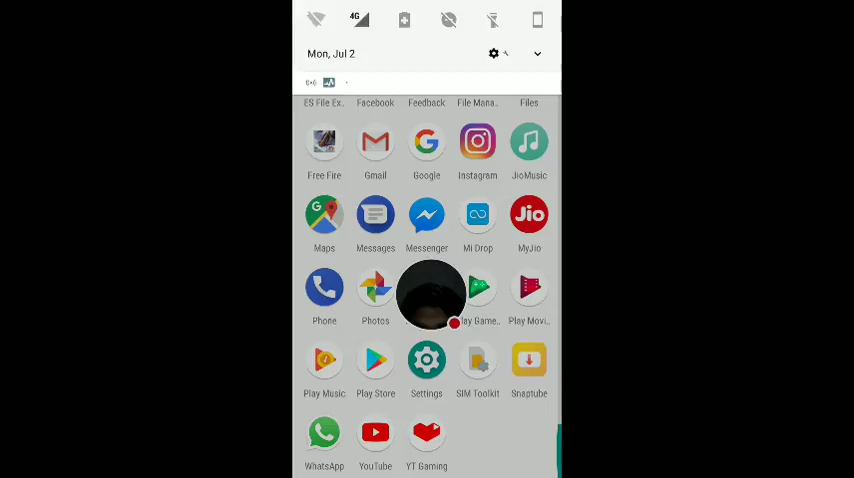 4G
Mon, Jul 2
ES File Ex.. Facebook Feedback File Mana.. Files
Free Fire Gmail Google Instagram JioMusic
Jio
Maps Messages Messenger Mi Drop MyJio
Phone Photos lay Game.. Play Movi..
Play Music Play Store Settings SIM Toolkit Snaptube
WhatsApp YouTube YT Gaming